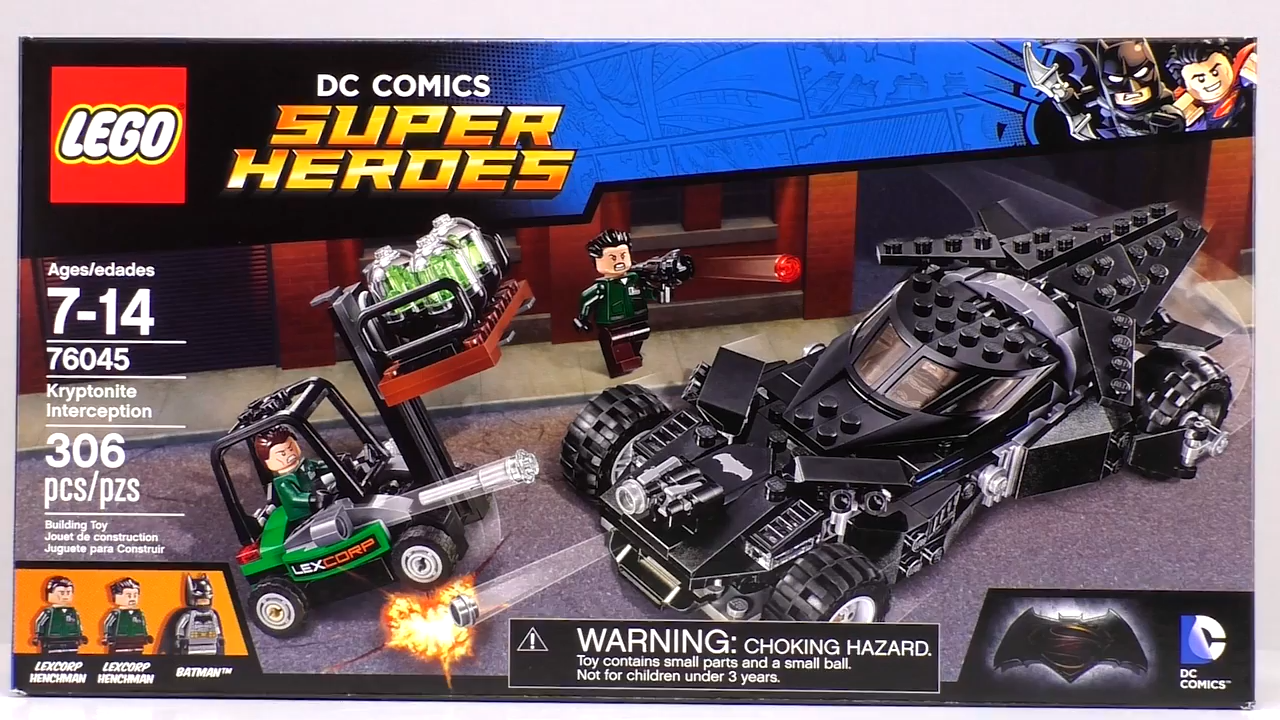 LEGO
DC COMICS
SUPER
HEROES
Ages/edades
7-14
76045
Kryptonite
Interception
306
pcs/pzs
Building Toy
Jouet de construction
Juguete para Construir
LEXCORP
LEXCORP
HENCHMAN
LEXCORP
HENCHMAN
BATMAN™
WARNING: CHOKING HAZARD.
Toy contains small parts and a small ball.
Not for children under 3 years.
DC
COMICS™